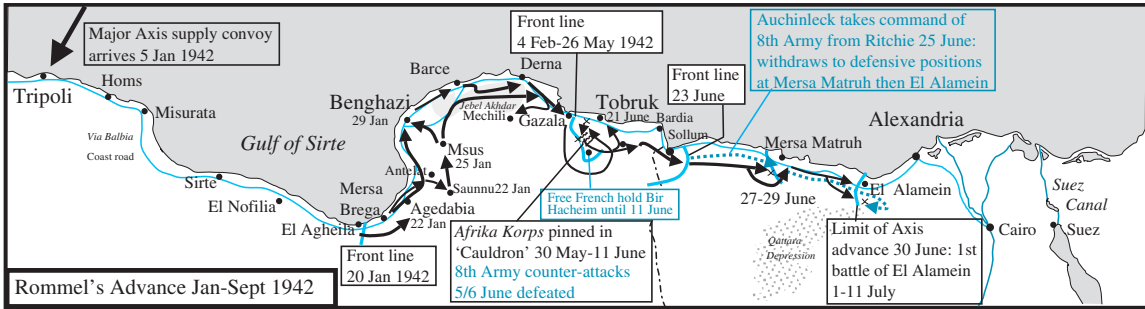 Major Axis supply convoy
arrives 5 Jan 1942
Tripoli
Homs
Misurata
Via Balbia
Coast road
Gulf of Sirte
Sirte
El Nofilia
El Agheila
Mersa
Brega
Agedabia
22 Jan
Antelat
Saunnu22 Jan
Msus
25 Jan
Benghazi
29 Jan
Barce
Jebel Akhdar
Mechili
Derna
Gazala
Front line
20 Jan 1942
Front line
4 Feb-26 May 1942
Tobruk
21 June
Bardia
Sollum
Front line
23 June
Auchinleck takes command of
8th Army from Ritchie 25 June:
withdraws to defensive positions
at Mersa Matruh then El Alamein
Free French hold Bir
Hacheim until 11 June
Afrika Korps pinned in
‘Cauldron’ 30 May-11 June
8th Army counter-attacks
5/6 June defeated
Mersa Matruh
27-29 June
Qattara
Depression
Alexandria
El Alamein
Limit of Axis
advance 30 June: 1st
battle of El Alamein
1-11 July
Cairo
Suez
Canal
Suez
Rommel’s Advance Jan-Sept 1942